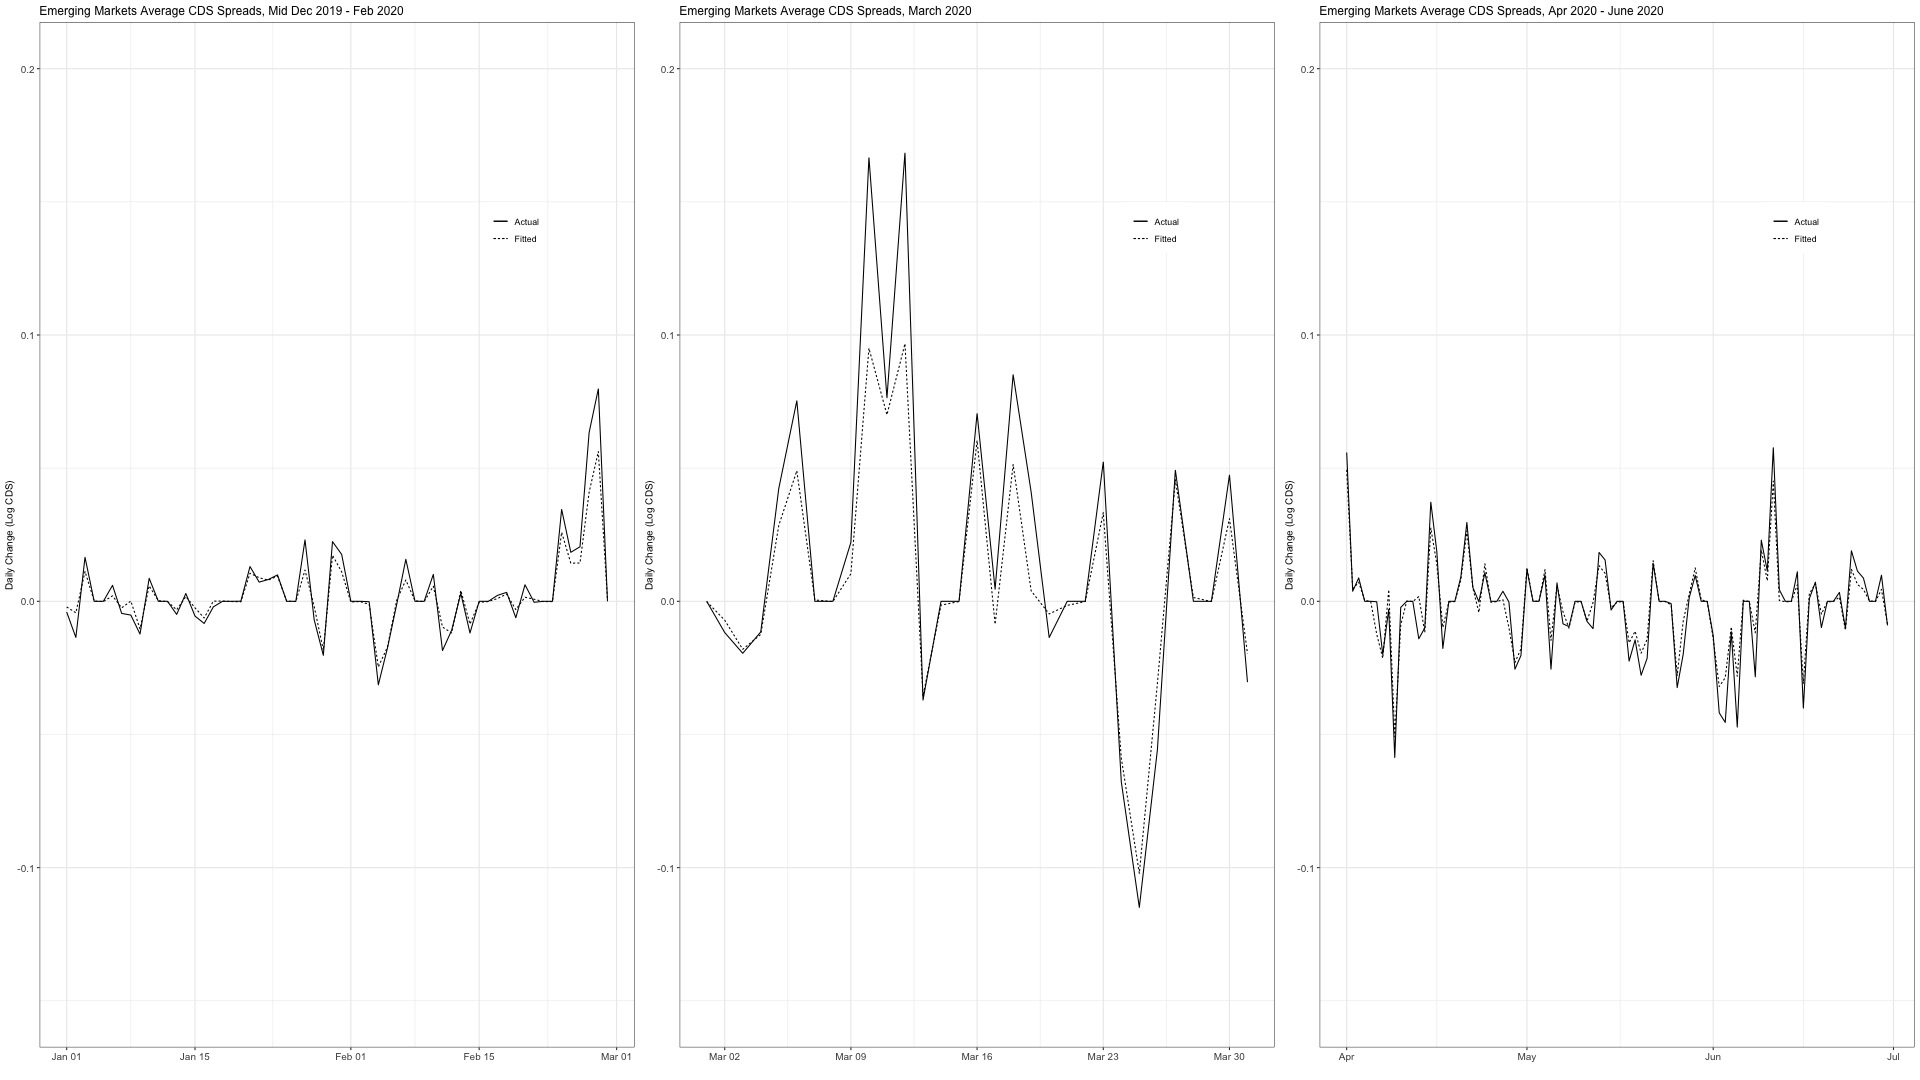 Emerging Markets Average CDS Spreads, Mid Dec 2019 - Feb 2020
Daily Change (Log CDS)
0.2
0.1
0.0
-0.1
Actual
Fitted
Jan 01
Jan 15
Feb 01
Feb 15
Mar 01
Emerging Markets Average CDS Spreads, March 2020
Daily Change (Log CDS)
0.2
0.1
0.0
-0.1
Actual
Fitted
Mar 02
Mar 09
Mar 16
Mar 23
Mar 30
Emerging Markets Average CDS Spreads, Apr 2020 - June 2020
Daily Change (Log CDS)
0.2
0.1
0.0
-0.1
Actual
Fitted
Apr
May
Jun
Jul